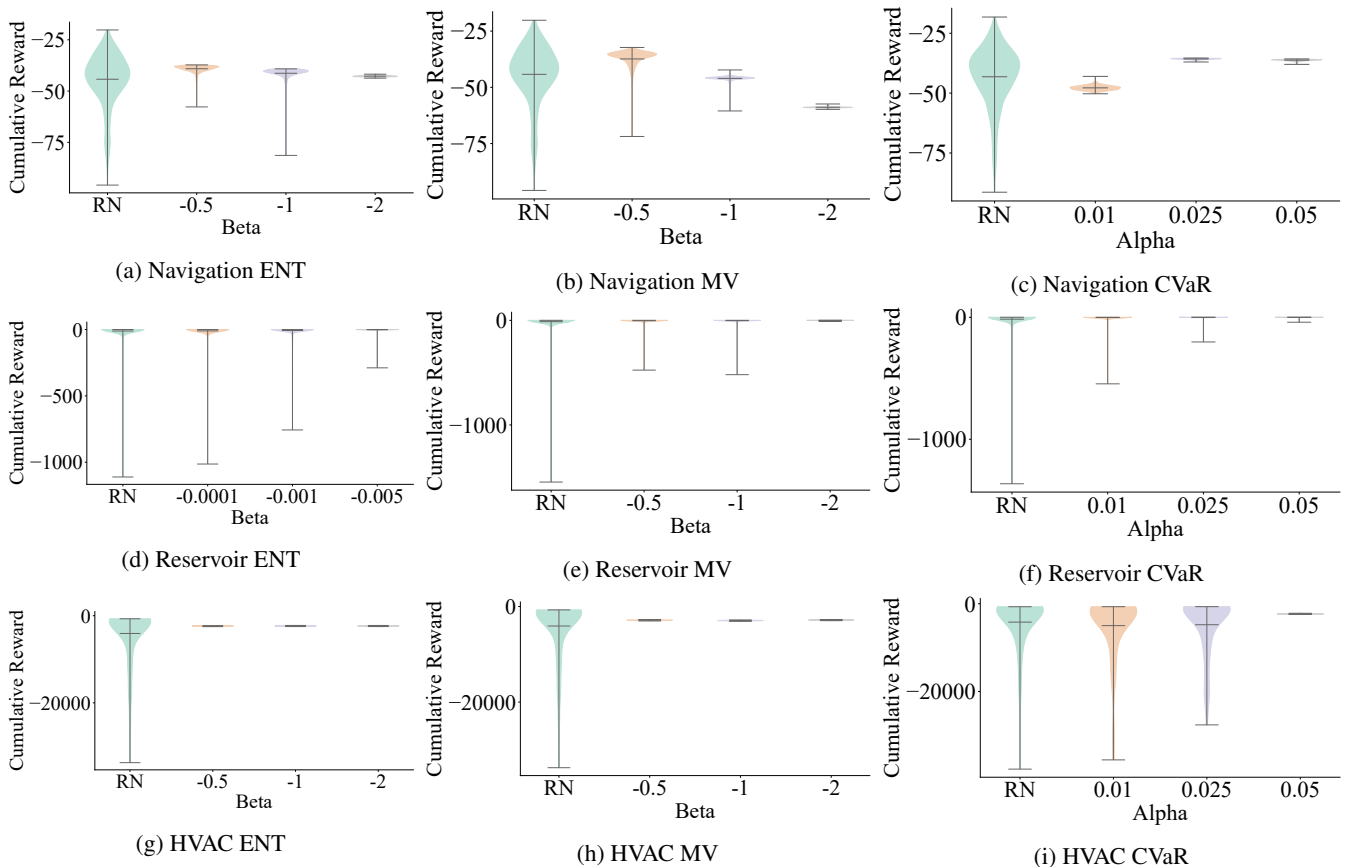 Cumulative Reward
−25
−50
−75
RN -0.5 -1 -2
Beta
(a) Navigation ENT
Cumulative Reward
−25
−50
−75
RN -0.5 -1 -2
Beta
(b) Navigation MV
Cumulative Reward
−25
−50
−75
RN 0.01 0.025 0.05
Alpha
(c) Navigation CVaR
Cumulative Reward
0
−500
−1000
RN -0.0001 -0.001 -0.005
Beta
(d) Reservoir ENT
Cumulative Reward
0
−1000
RN -0.5 -1 -2
Beta
(e) Reservoir MV
Cumulative Reward
0
−1000
RN 0.01 0.025 0.05
Alpha
(f) Reservoir CVaR
Cumulative Reward
0
−20000
RN -0.5 -1 -2
Beta
(g) HVAC ENT
Cumulative Reward
0
−20000
RN -0.5 -1 -2
Beta
(h) HVAC MV
Cumulative Reward
0
−20000
RN 0.01 0.025 0.05
Alpha
(i) HVAC CVaR